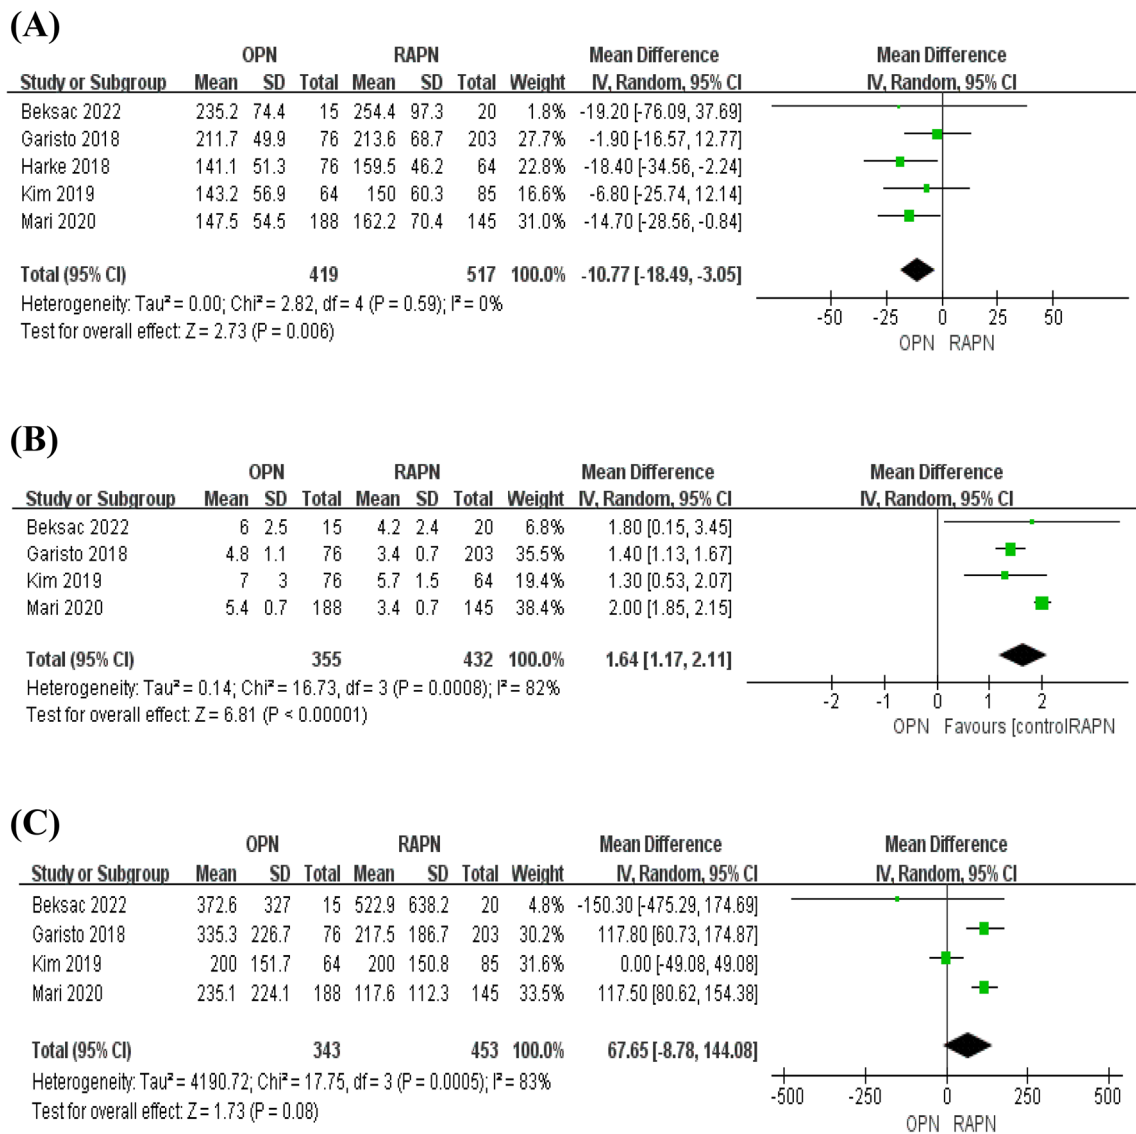 (A)
OPN RAPN Mean Difference Mean Difference
Study or Subgroup Mean SD Total Mean SD Total Weight IV, Random, 95% CI IV, Random, 95% CI
Beksac 2022 235.2 74.4 15 254.4 97.3 20 1.8% -19.20 [-76.09, 37.69]
Garisto 2018 211.7 49.9 76 213.6 68.7 203 27.7% -1.90 [-16.57, 12.77]
Harke 2018 141.1 51.3 76 159.5 46.2 64 22.8% -18.40 [-34.56, -2.24]
Kim 2019 143.2 56.9 64 150 60.3 85 16.6% -6.80 [-25.74, 12.14]
Mari 2020 147.5 54.5 188 162.2 70.4 145 31.0% -14.70 [-28.56, -0.84]
Total (95% CI) 419 517 100.0% -10.77 [-18.49, -3.05]
Heterogeneity: Tau² = 0.00; Chi² = 2.82, df = 4 (P = 0.59); I² = 0%
Test for overall effect: Z = 2.73 (P = 0.006)
-50 -25 0 25 50
OPN RAPN
(B)
OPN RAPN Mean Difference Mean Difference
Study or Subgroup Mean SD Total Mean SD Total Weight IV, Random, 95% CI IV, Random, 95% CI
Beksac 2022 6 2.5 15 4.2 2.4 20 6.8% 1.80 [0.15, 3.45]
Garisto 2018 4.8 1.1 76 3.4 0.7 203 35.5% 1.40 [1.13, 1.67]
Kim 2019 7 3 76 5.7 1.5 64 19.4% 1.30 [0.53, 2.07]
Mari 2020 5.4 0.7 188 3.4 0.7 145 38.4% 2.00 [1.85, 2.15]
Total (95% CI) 355 432 100.0% 1.64 [1.17, 2.11]
Heterogeneity: Tau² = 0.14; Chi² = 16.73, df = 3 (P = 0.0008); I² = 82%
Test for overall effect: Z = 6.81 (P < 0.00001)
-2 -1 0 1 2
OPN Favours [controlRAPN
(C)
OPN RAPN Mean Difference Mean Difference
Study or Subgroup Mean SD Total Mean SD Total Weight IV, Random, 95% CI IV, Random, 95% CI
Beksac 2022 372.6 327 15 522.9 638.2 20 4.8% -150.30 [-475.29, 174.69]
Garisto 2018 335.3 226.7 76 217.5 186.7 203 30.2% 117.80 [60.73, 174.87]
Kim 2019 200 151.7 64 200 150.8 85 31.6% 0.00 [-49.08, 49.08]
Mari 2020 235.1 224.1 188 117.6 112.3 145 33.5% 117.50 [80.62, 154.38]
Total (95% CI) 343 453 100.0% 67.65 [-8.78, 144.08]
Heterogeneity: Tau² = 4190.72; Chi² = 17.75, df = 3 (P = 0.0005); I² = 83%
Test for overall effect: Z = 1.73 (P = 0.08)
-500 -250 0 250 500
OPN RAPN